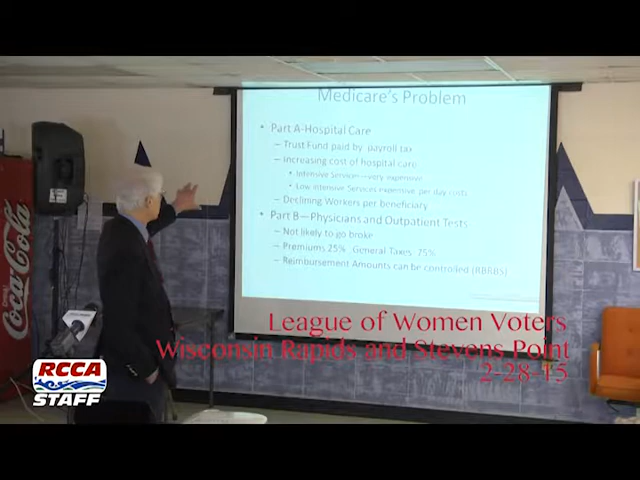 Medicare's Problem
• Part A-Hospital Care
– Trust Fund paid by payroll tax
– Increasing cost of hospital care
• Intensive Services—very expensive
• Low intensive Services expensive per day costs
– Declining Workers per beneficiary
• Part B—Physicians and Outpatient Tests
– Not likely to go broke
– Premiums 25% General Taxes 75%
– Reimbursement Amounts can be controlled (RBRBS)
Coca-Cola
League of Women Voters
Wisconsin Rapids and Stevens Point
2-28-15
RCCA
STAFF